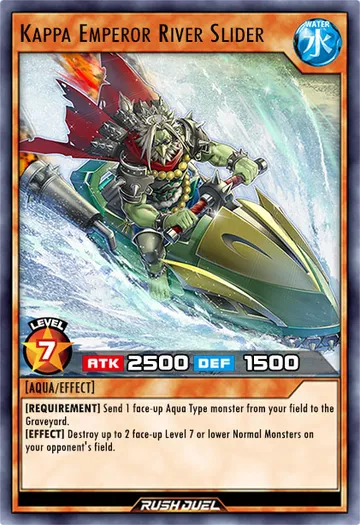 KAPPA EMPEROR RIVER SLIDER
WATER
水
LEVEL
7
ATK 2500 DEF 1500
[AQUA/EFFECT]
[REQUIREMENT] Send 1 face-up Aqua Type monster from your field to the
Graveyard.
[EFFECT] Destroy up to 2 face-up Level 7 or lower Normal Monsters on
your opponent's field.
RUSH DUEL